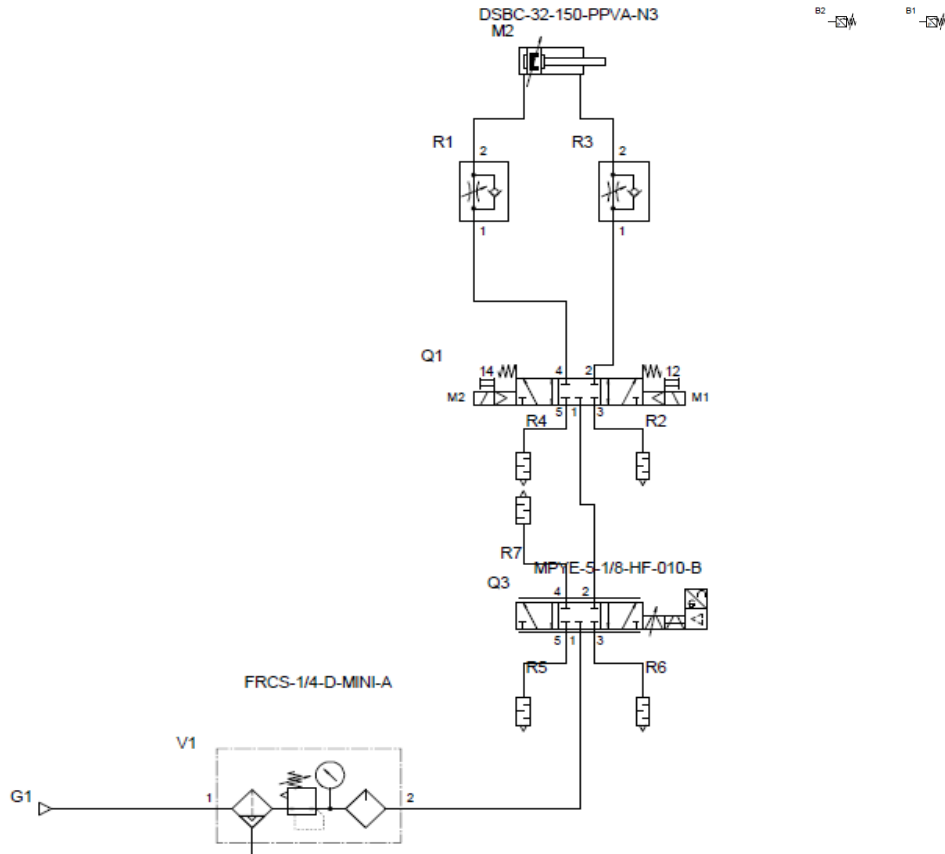 DSBC-32-150-PPVA-N3
M2
B2
B1
R1
2
R3
2
1
1
Q1
14
4
2
12
M2
M1
5
1
3
R4
R2
R7
MPYE-5-1/8-HF-010-B
Q3
4
2
5
1
3
R5
R6
FRCS-1/4-D-MINI-A
V1
G1
1
2